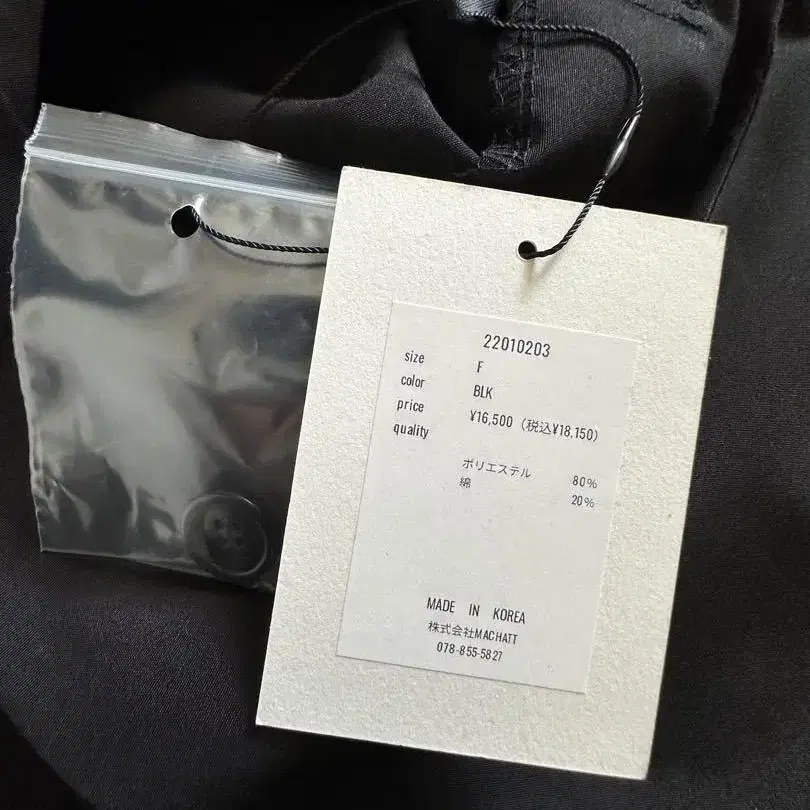 22010203
size F
color BLK
price ¥16,500（税込¥18,150）
quality
ポリエステル 80%
綿 20%
MADE IN KOREA
株式会社MACHATT
078-855-5827